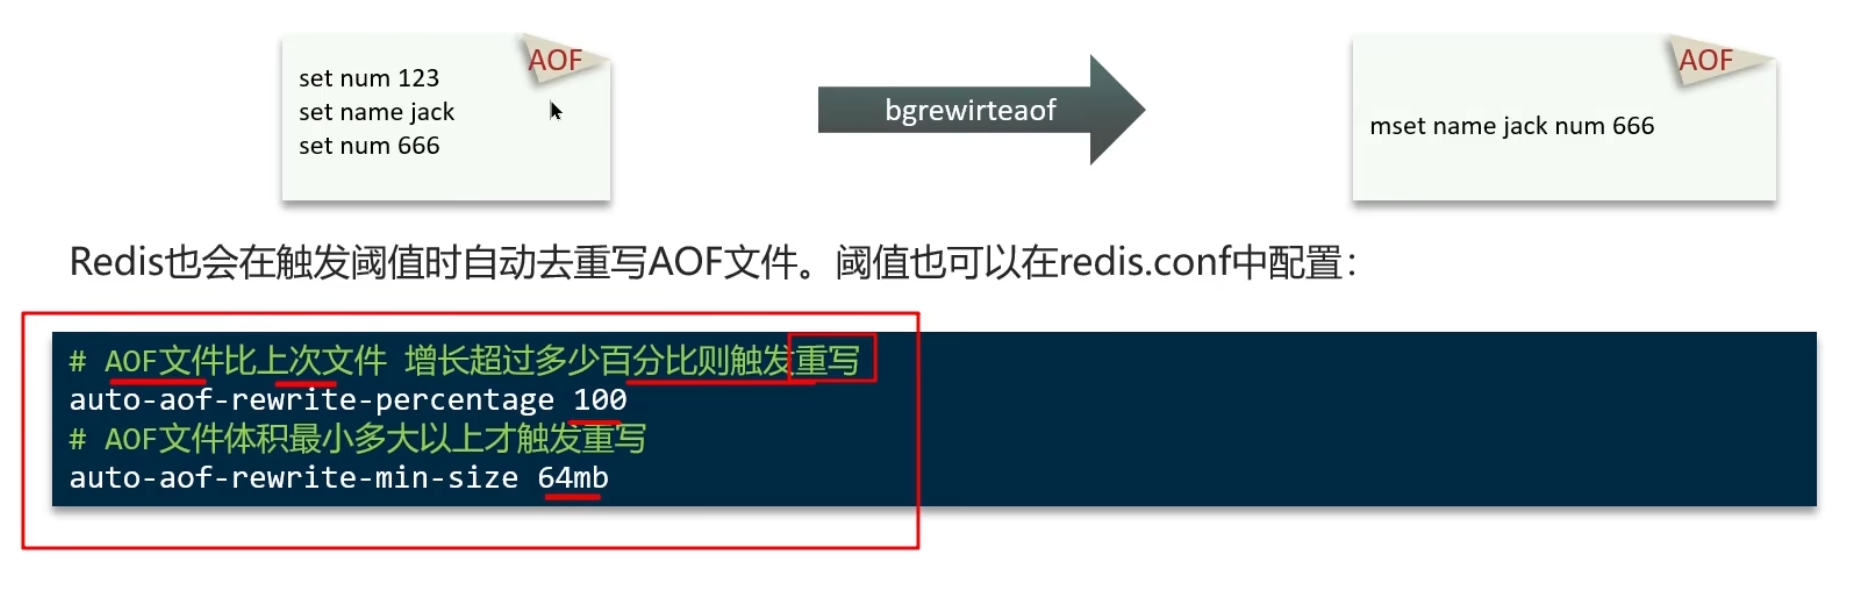 AOF
set num 123
set name jack
set num 666
bgrewirteaof
AOF
mset name jack num 666
Redis也会在触发阈值时自动去重写AOF文件。阈值也可以在redis.conf中配置：
# AOF文件比上次文件 增长超过多少百分比则触发重写
auto-aof-rewrite-percentage 100
# AOF文件体积最小多大以上才触发重写
auto-aof-rewrite-min-size 64mb